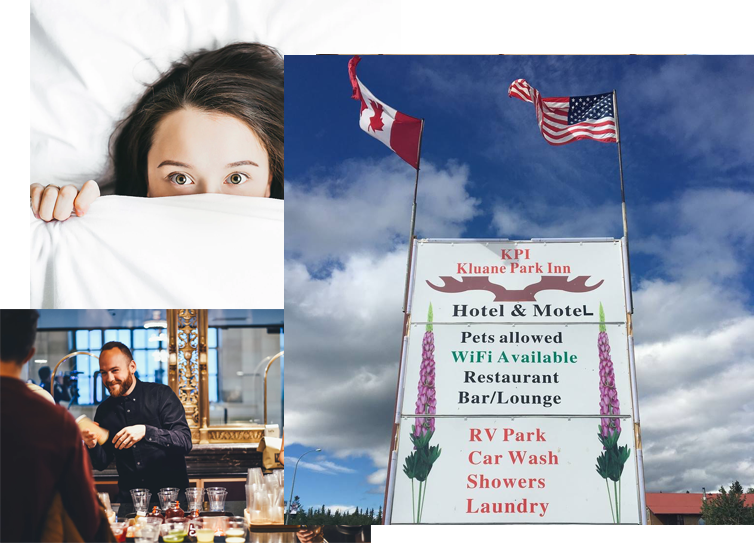 KPI
Kluane Park Inn
Hotel & Motel
Pets allowed
WiFi Available
Restaurant
Bar/Lounge
RV Park
Car Wash
Showers
Laundry